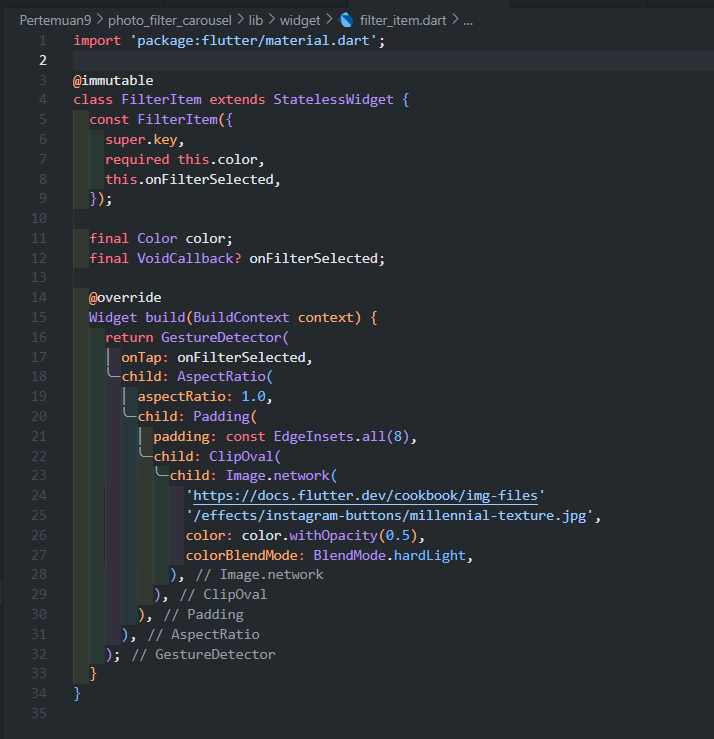 Pertemuan9 > photo_filter_carousel > lib > widget > filter_item.dart > ...
1 import 'package:flutter/material.dart';
2
3 @immutable
4 class FilterItem extends StatelessWidget {
5   const FilterItem({
6     super.key,
7     required this.color,
8     this.onFilterSelected,
9   });
10
11   final Color color;
12   final VoidCallback? onFilterSelected;
13
14   @override
15   Widget build(BuildContext context) {
16     return GestureDetector(
17       onTap: onFilterSelected,
18       child: AspectRatio(
19         aspectRatio: 1.0,
20         child: Padding(
21           padding: const EdgeInsets.all(8),
22           child: ClipOval(
23             child: Image.network(
24               'https://docs.flutter.dev/cookbook/img-files'
25               '/effects/instagram-buttons/millennial-texture.jpg',
26               color: color.withOpacity(0.5),
27               colorBlendMode: BlendMode.hardLight,
28             ), // Image.network
29           ), // ClipOval
30         ), // Padding
31       ), // AspectRatio
32     ); // GestureDetector
33   }
34 }
35